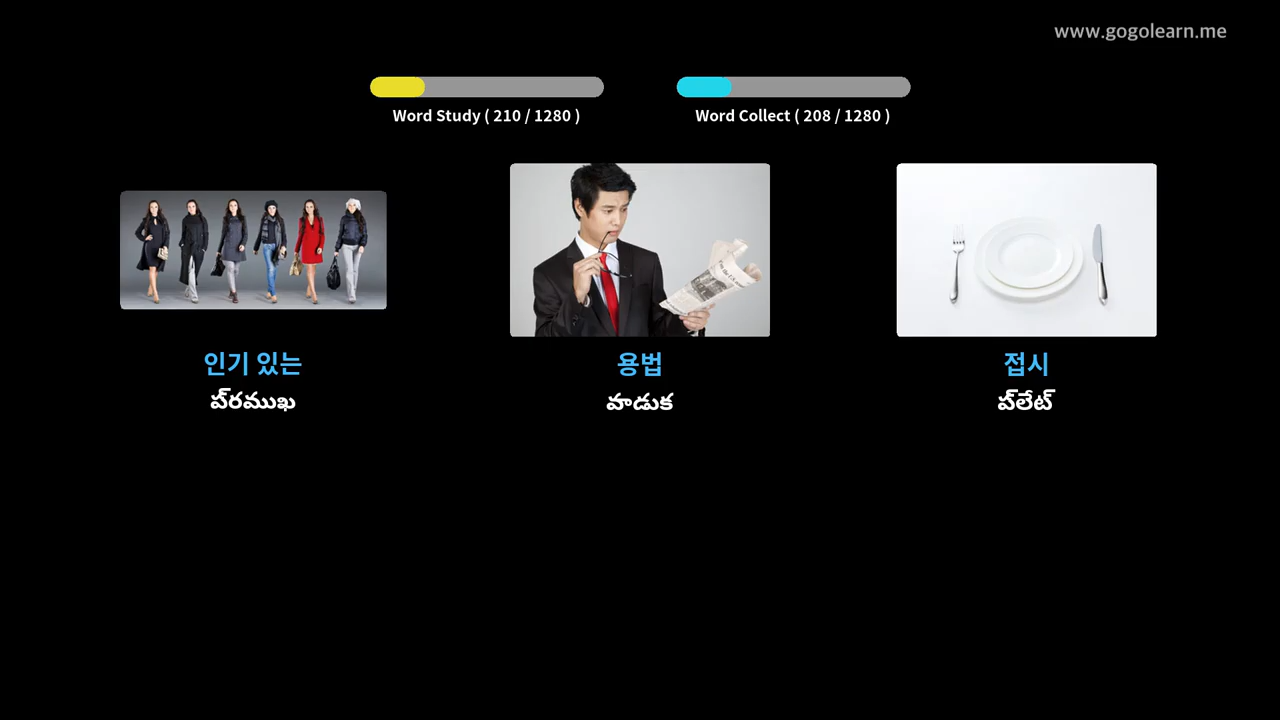 www.gogolearn.me
Word Study ( 210 / 1280 )
Word Collect ( 208 / 1280 )
인기 있는
ప్రముఖ
용법
వాడుక
접시
ప్లేట్